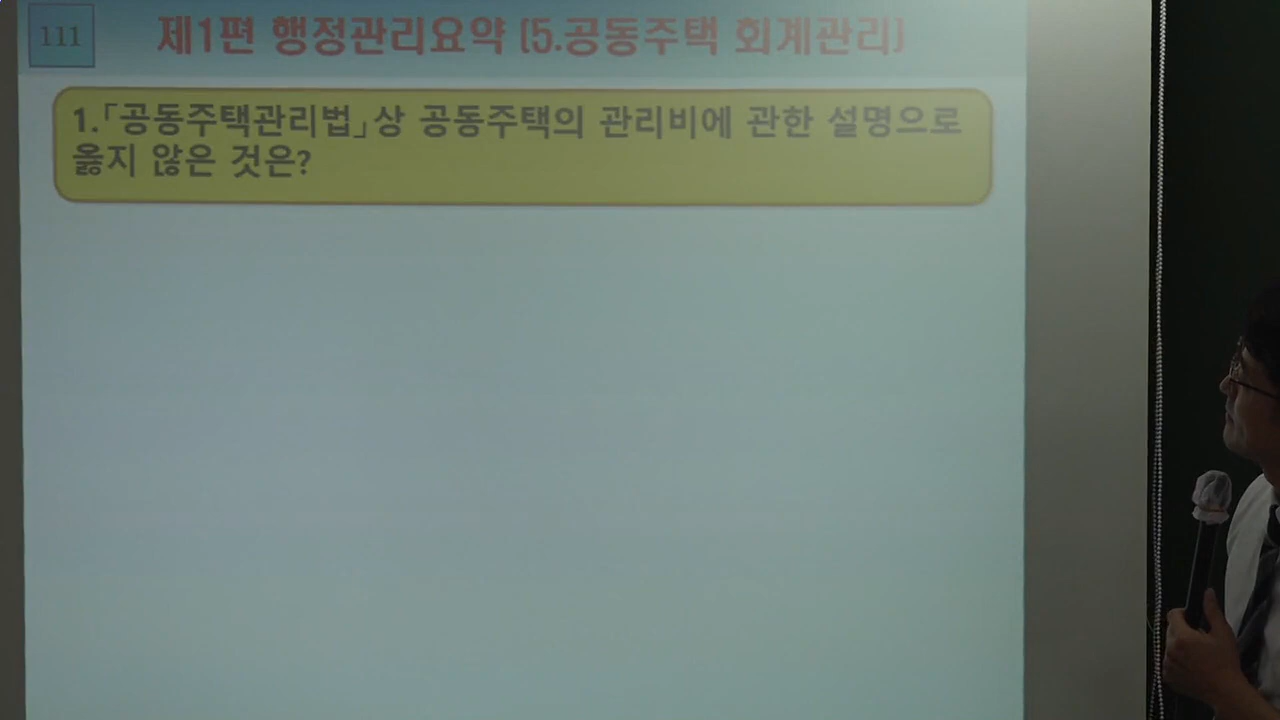 111
제1편 행정관리요약 (5.공동주택 회계관리)
1.「공동주택관리법」상 공동주택의 관리비에 관한 설명으로
옳지 않은 것은?